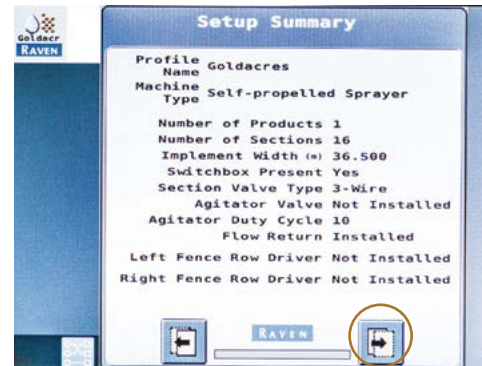 Setup Summary
Goldacr
RAVEN
Profile Name Goldacres
Machine Type Self-propelled Sprayer
Number of Products 1
Number of Sections 16
Implement Width (m) 36.500
Switchbox Present Yes
Section Valve Type 3-Wire
Agitator Valve Not Installed
Agitator Duty Cycle 10
Flow Return Installed
Left Fence Row Driver Not Installed
Right Fence Row Driver Not Installed
RAVEN